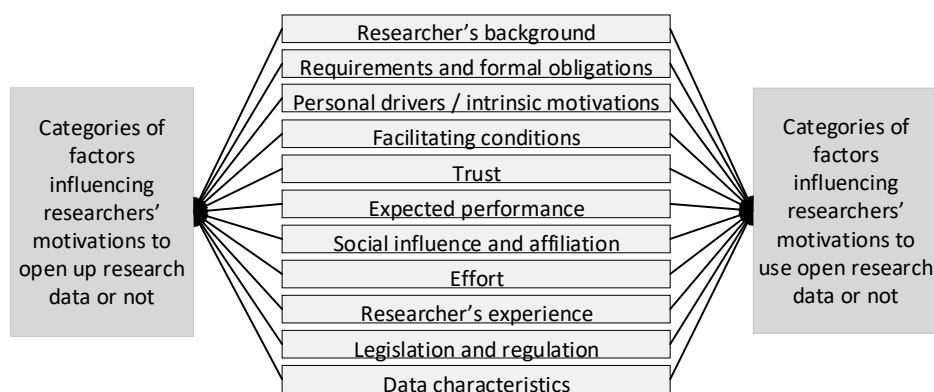 Categories of
factors
influencing
researchers’
motivations to
open up research
data or not
Researcher’s background
Requirements and formal obligations
Personal drivers / intrinsic motivations
Facilitating conditions
Trust
Expected performance
Social influence and affiliation
Effort
Researcher’s experience
Legislation and regulation
Data characteristics
Categories of
factors
influencing
researchers’
motivations to
use open research
data or not